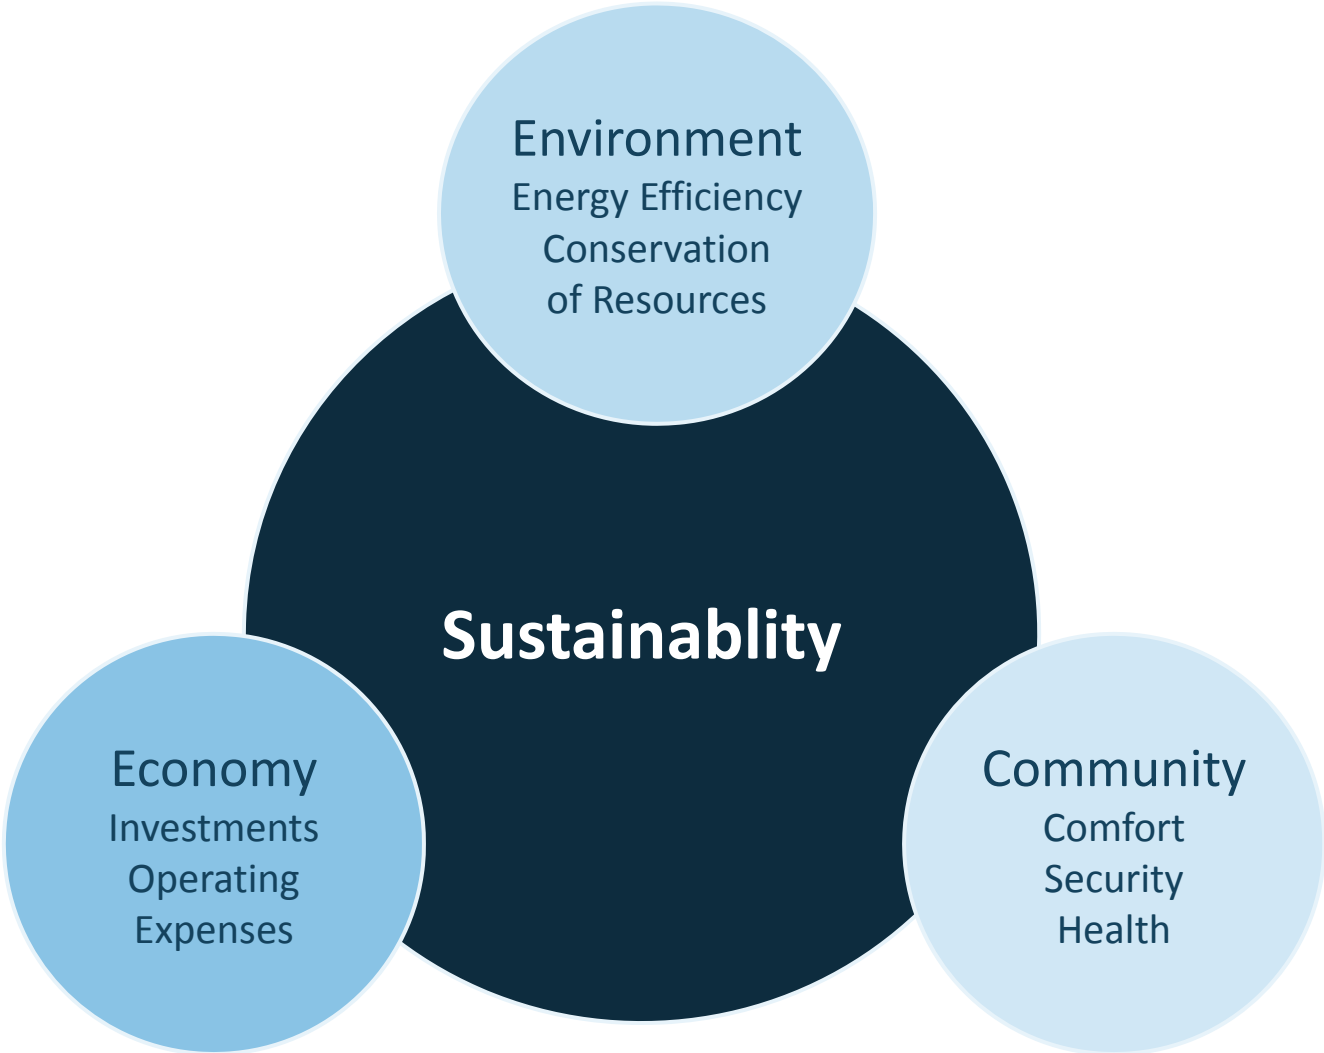 Environment
Energy Efficiency
Conservation
of Resources
Sustainablity
Economy
Investments
Operating
Expenses
Community
Comfort
Security
Health